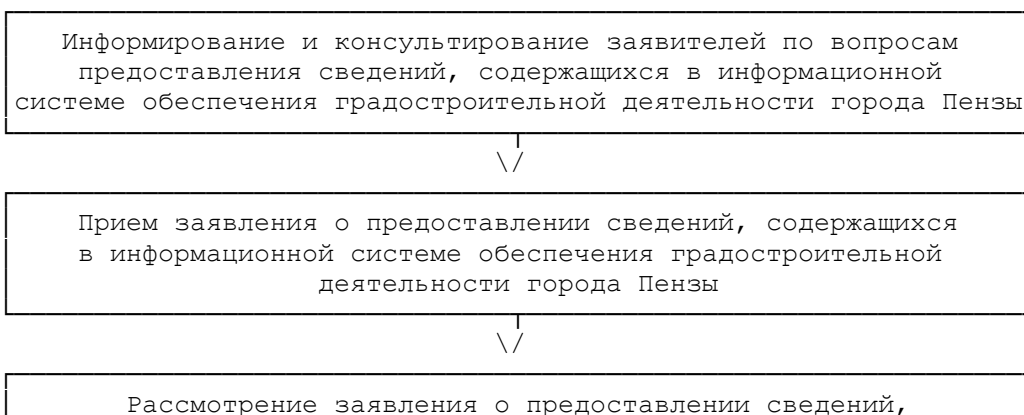 Информирование и консультирование заявителей по вопросам
предоставления сведений, содержащихся в информационной
системе обеспечения градостроительной деятельности города Пензы
\/
Прием заявления о предоставлении сведений, содержащихся
в информационной системе обеспечения градостроительной
деятельности города Пензы
\/
Рассмотрение заявления о предоставлении сведений,